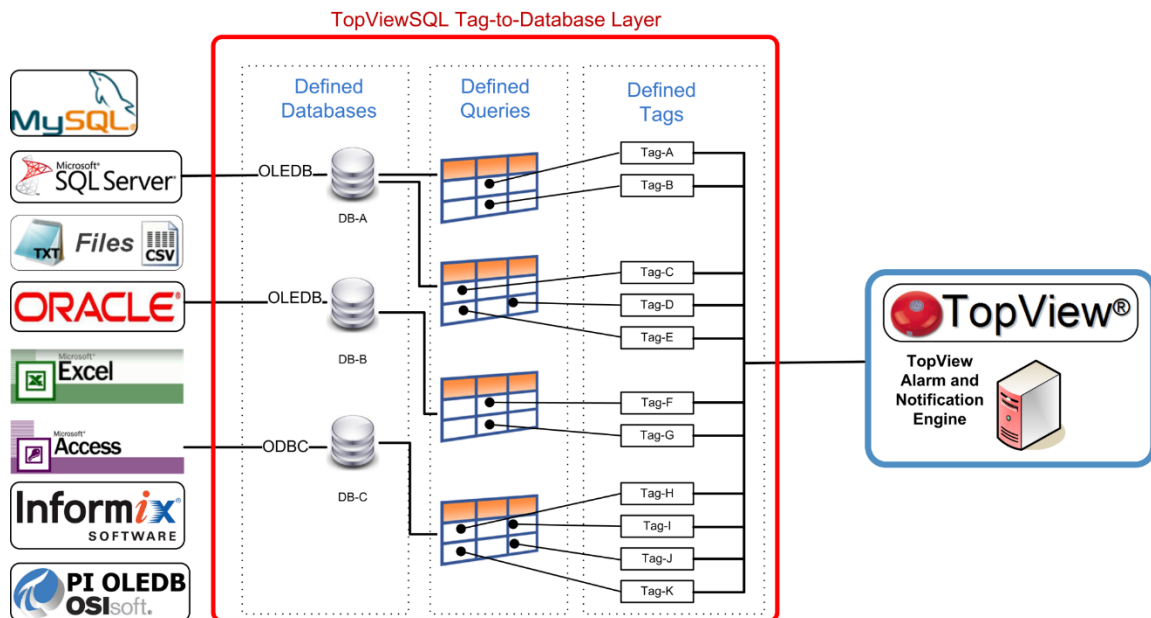 TopViewSQL Tag-to-Database Layer
MySQL®
Microsoft®
SQL Server®
TXT
Files
CSV
ORACLE®
Microsoft®
Excel
Microsoft®
Access
Informix®
SOFTWARE
PI OLEDB
OSIsoft®
Defined
Databases
OLEDB
DB-A
OLEDB
DB-B
ODBC
DB-C
Defined
Queries
Defined
Tags
Tag-A
Tag-B
Tag-C
Tag-D
Tag-E
Tag-F
Tag-G
Tag-H
Tag-I
Tag-J
Tag-K
TopView®
TopView
Alarm and
Notification
Engine